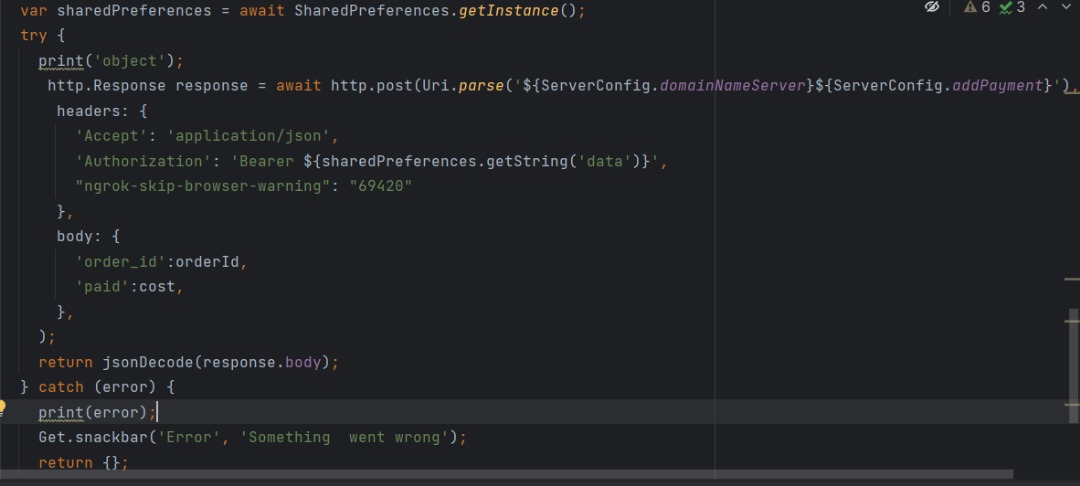 var sharedPreferences = await SharedPreferences.getInstance();
6 3
try {
print('object');
http.Response response = await http.post(Uri.parse('${ServerConfig.domainNameServer}${ServerConfig.addPayment}'),
headers: {
'Accept': 'application/json',
'Authorization': 'Bearer ${sharedPreferences.getString('data')}',
"ngrok-skip-browser-warning": "69420"
},
body: {
'order_id':orderId,
'paid':cost,
},
);
return jsonDecode(response.body);
} catch (error) {
print(error);
Get.snackbar('Error', 'Something  went wrong');
return {};